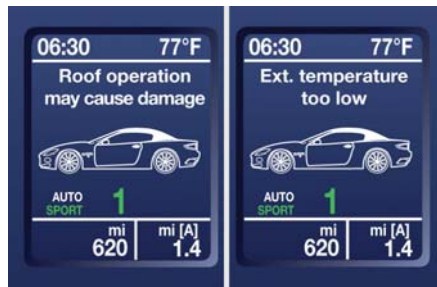 06:30 77°F
Roof operation
may cause damage
AUTO
SPORT 1
mi mi [A]
620 1.4
06:30 77°F
Ext. temperature
too low
AUTO
SPORT 1
mi mi [A]
620 1.4